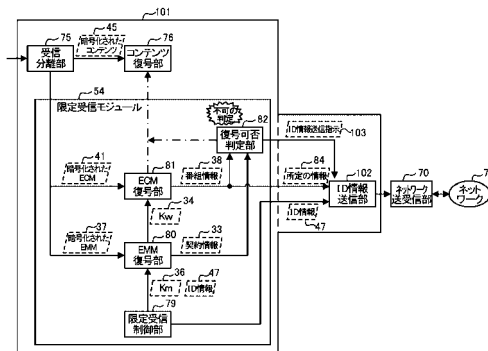 101
75
45
76
受信
分離部
暗号化された
コンテンツ
コンテンツ
復号部
54
限定受信モジュール
不可の
判定
82
復号可否
判定部
ID情報送信指示
103
41
暗号化された
ECM
81
ECM
復号部
38
番組情報
84
所定の情報
102
ID情報
送信部
70
ネットワーク
送受信部
7
ネット
ワーク
34
Kw
ID情報
47
37
暗号化された
EMM
80
EMM
復号部
33
契約情報
36
Km
47
ID情報
79
限定受信
制御部